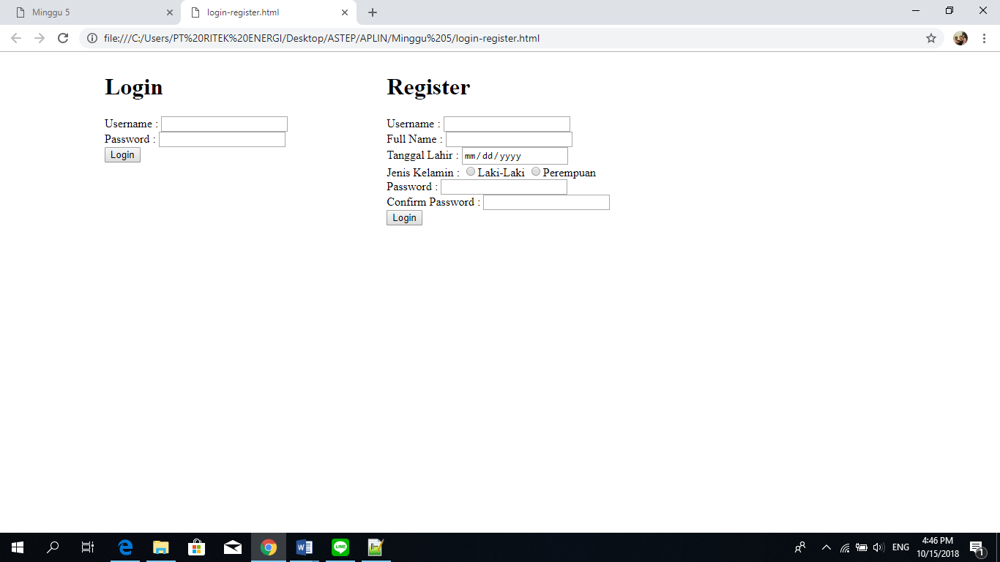 Minggu 5
login-register.html
file:///C:/Users/PT%20RITEK%20ENERGI/Desktop/ASTEP/APLIN/Minggu%205/login-register.html
Login
Username :
Password :
Login
Register
Username :
Full Name :
Tanggal Lahir : mm/dd/yyyy
Jenis Kelamin : Laki-Laki Perempuan
Password :
Confirm Password :
Login
LINE
ENG
4:46 PM
10/15/2018
1